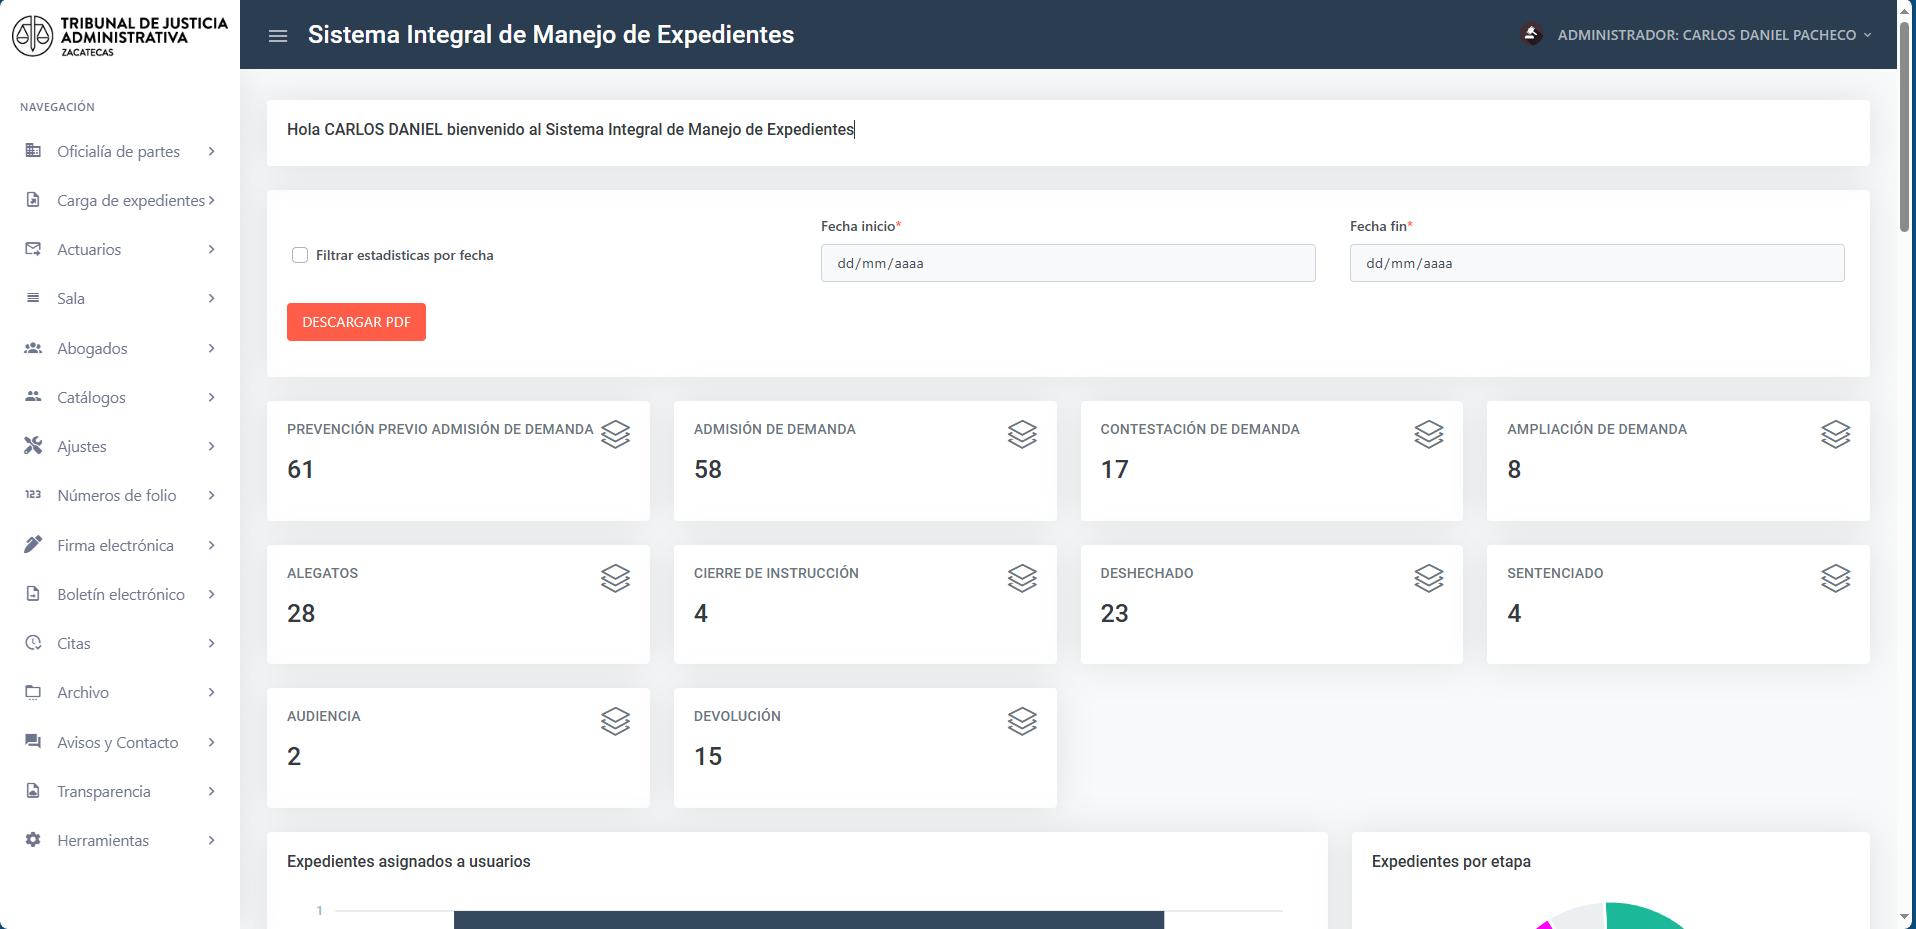 TRIBUNAL DE JUSTICIA
ADMINISTRATIVA
ZACATECAS
Sistema Integral de Manejo de Expedientes
ADMINISTRADOR: CARLOS DANIEL PACHECO
NAVEGACIÓN
Oficialía de partes
Carga de expedientes
Actuarios
Sala
Abogados
Catálogos
Ajustes
123 Números de folio
Firma electrónica
Boletín electrónico
Citas
Archivo
Avisos y Contacto
Transparencia
Herramientas
Hola CARLOS DANIEL bienvenido al Sistema Integral de Manejo de Expedientes
Filtrar estadisticas por fecha
Fecha inicio*
dd/mm/aaaa
Fecha fin*
dd/mm/aaaa
DESCARGAR PDF
PREVENCIÓN PREVIO ADMISIÓN DE DEMANDA
61
ADMISIÓN DE DEMANDA
58
CONTESTACIÓN DE DEMANDA
17
AMPLIACIÓN DE DEMANDA
8
ALEGATOS
28
CIERRE DE INSTRUCCIÓN
4
DESHECHADO
23
SENTENCIADO
4
AUDIENCIA
2
DEVOLUCIÓN
15
Expedientes asignados a usuarios
1
Expedientes por etapa